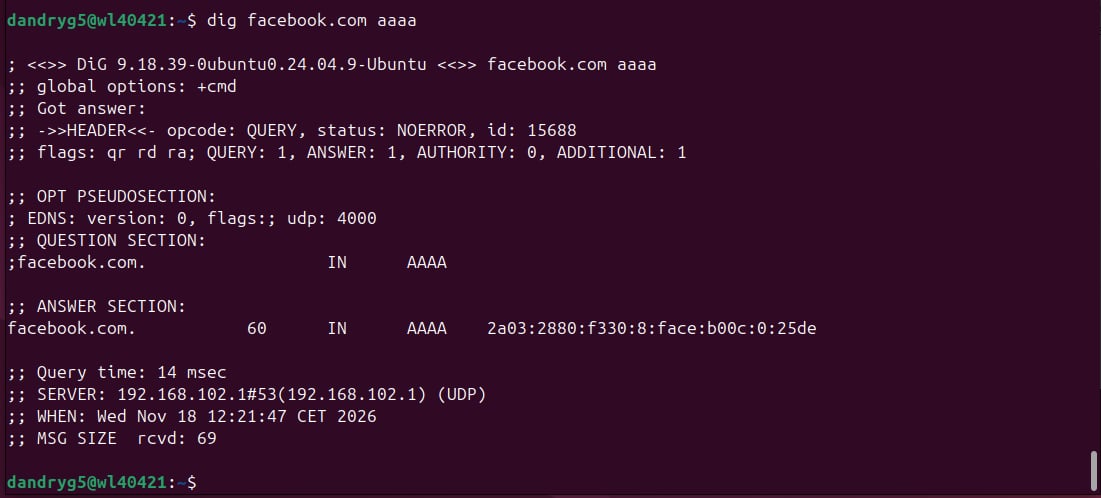 dandryg5@wl40421:~$ dig facebook.com aaaa
; <<>> DiG 9.18.39-0ubuntu0.24.04.9-Ubuntu <<>> facebook.com aaaa
;; global options: +cmd
;; Got answer:
;; ->>HEADER<<- opcode: QUERY, status: NOERROR, id: 15688
;; flags: qr rd ra; QUERY: 1, ANSWER: 1, AUTHORITY: 0, ADDITIONAL: 1
;; OPT PSEUDOSECTION:
; EDNS: version: 0, flags:; udp: 4000
;; QUESTION SECTION:
;facebook.com. IN AAAA
;; ANSWER SECTION:
facebook.com. 60 IN AAAA 2a03:2880:f330:8:face:b00c:0:25de
;; Query time: 14 msec
;; SERVER: 192.168.102.1#53(192.168.102.1) (UDP)
;; WHEN: Wed Nov 18 12:21:47 CET 2026
;; MSG SIZE rcvd: 69
dandryg5@wl40421:~$